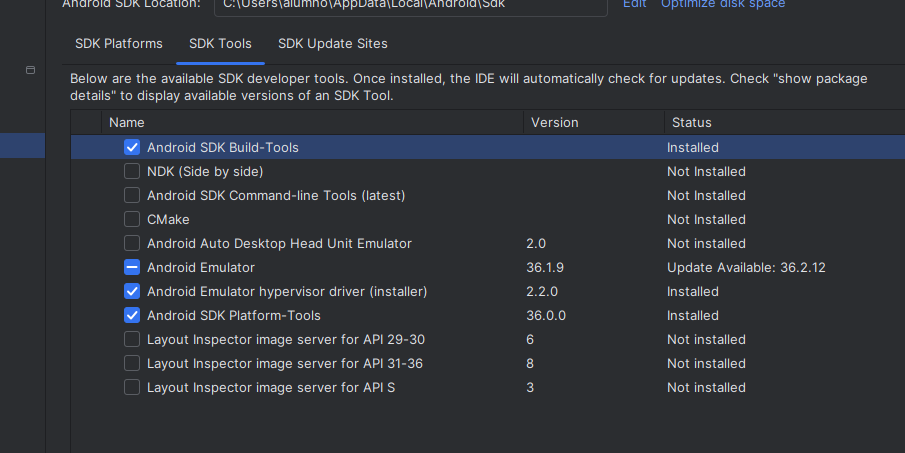 Android SDK Location: C:\Users\alumno\AppData\Local\Android\Sdk Edit Optimize disk space
SDK Platforms SDK Tools SDK Update Sites
Below are the available SDK developer tools. Once installed, the IDE will automatically check for updates. Check "show package
details" to display available versions of an SDK Tool.
Name Version Status
Android SDK Build-Tools Installed
NDK (Side by side) Not Installed
Android SDK Command-line Tools (latest) Not Installed
CMake Not Installed
Android Auto Desktop Head Unit Emulator 2.0 Not installed
Android Emulator 36.1.9 Update Available: 36.2.12
Android Emulator hypervisor driver (installer) 2.2.0 Installed
Android SDK Platform-Tools 36.0.0 Installed
Layout Inspector image server for API 29-30 6 Not installed
Layout Inspector image server for API 31-36 8 Not installed
Layout Inspector image server for API S 3 Not installed